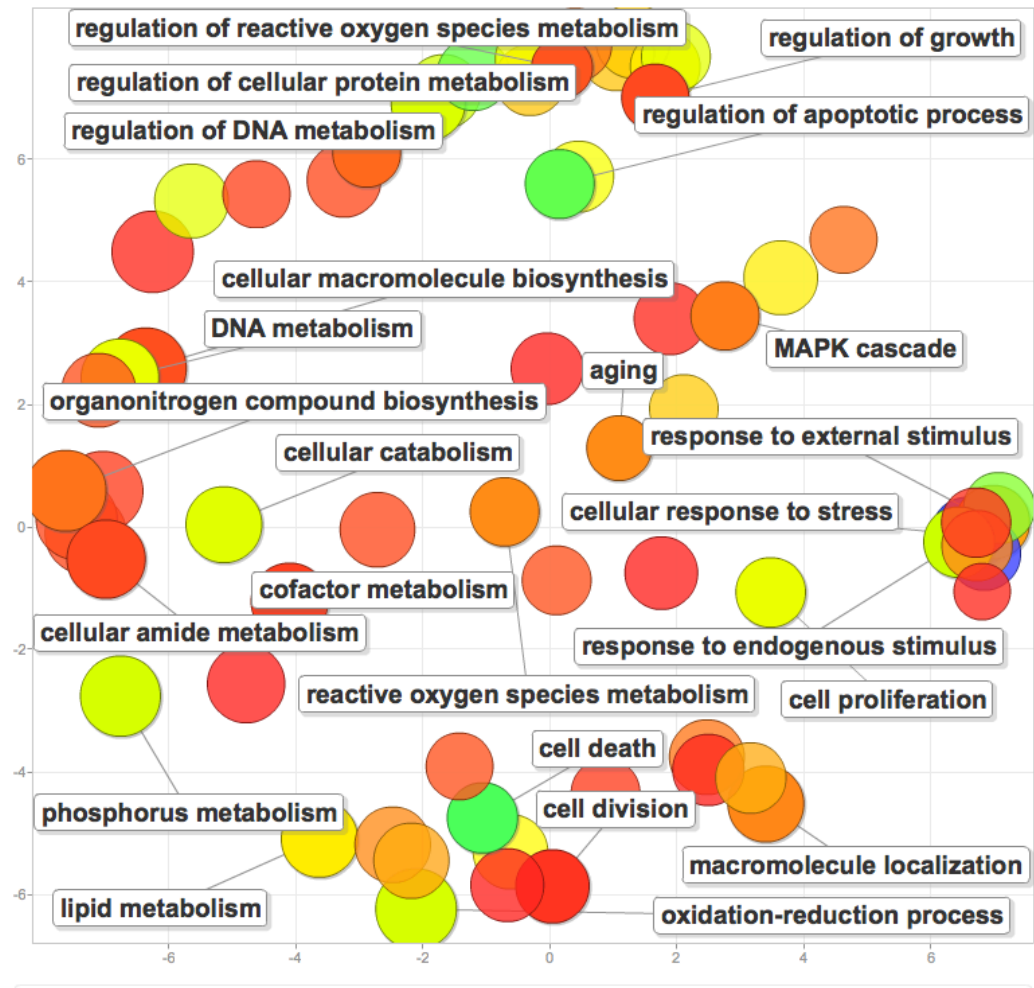 regulation of reactive oxygen species metabolism
regulation of growth
regulation of cellular protein metabolism
regulation of apoptotic process
regulation of DNA metabolism
6
cellular macromolecule biosynthesis
4
DNA metabolism
MAPK cascade
aging
organonitrogen compound biosynthesis
2
response to external stimulus
cellular catabolism
cellular response to stress
0
cofactor metabolism
cellular amide metabolism
response to endogenous stimulus
-2
reactive oxygen species metabolism
cell proliferation
cell death
-4
phosphorus metabolism
cell division
macromolecule localization
-6
lipid metabolism
oxidation-reduction process
-6 -4 -2 0 2 4 6